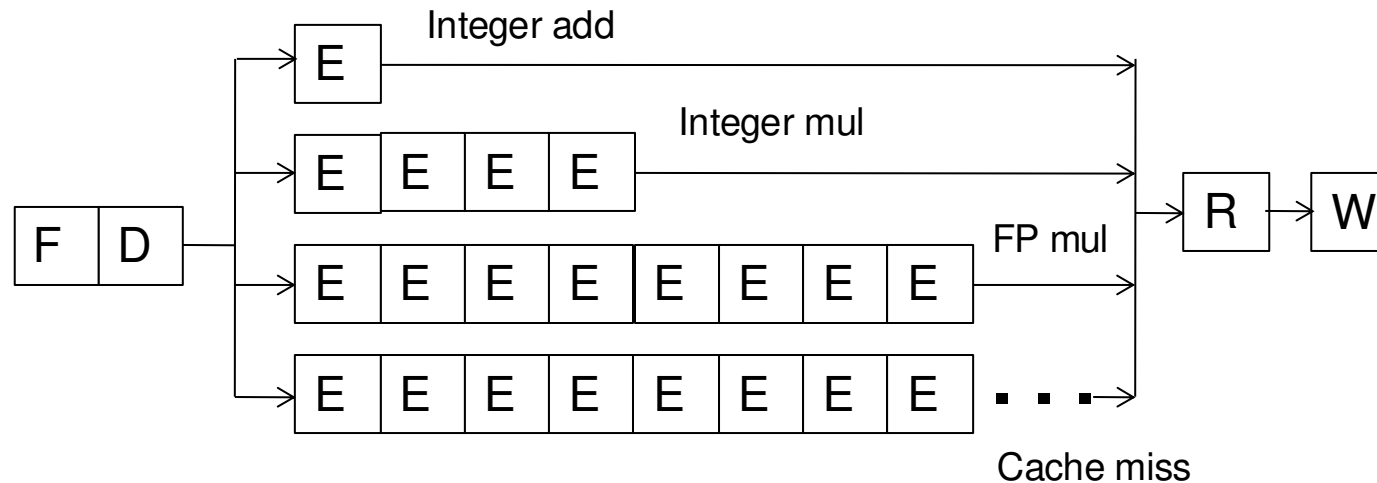 Integer add
E
Integer mul
E E E E
F D
R W
FP mul
E E E E E E E E
E E E E E E E E ...
Cache miss